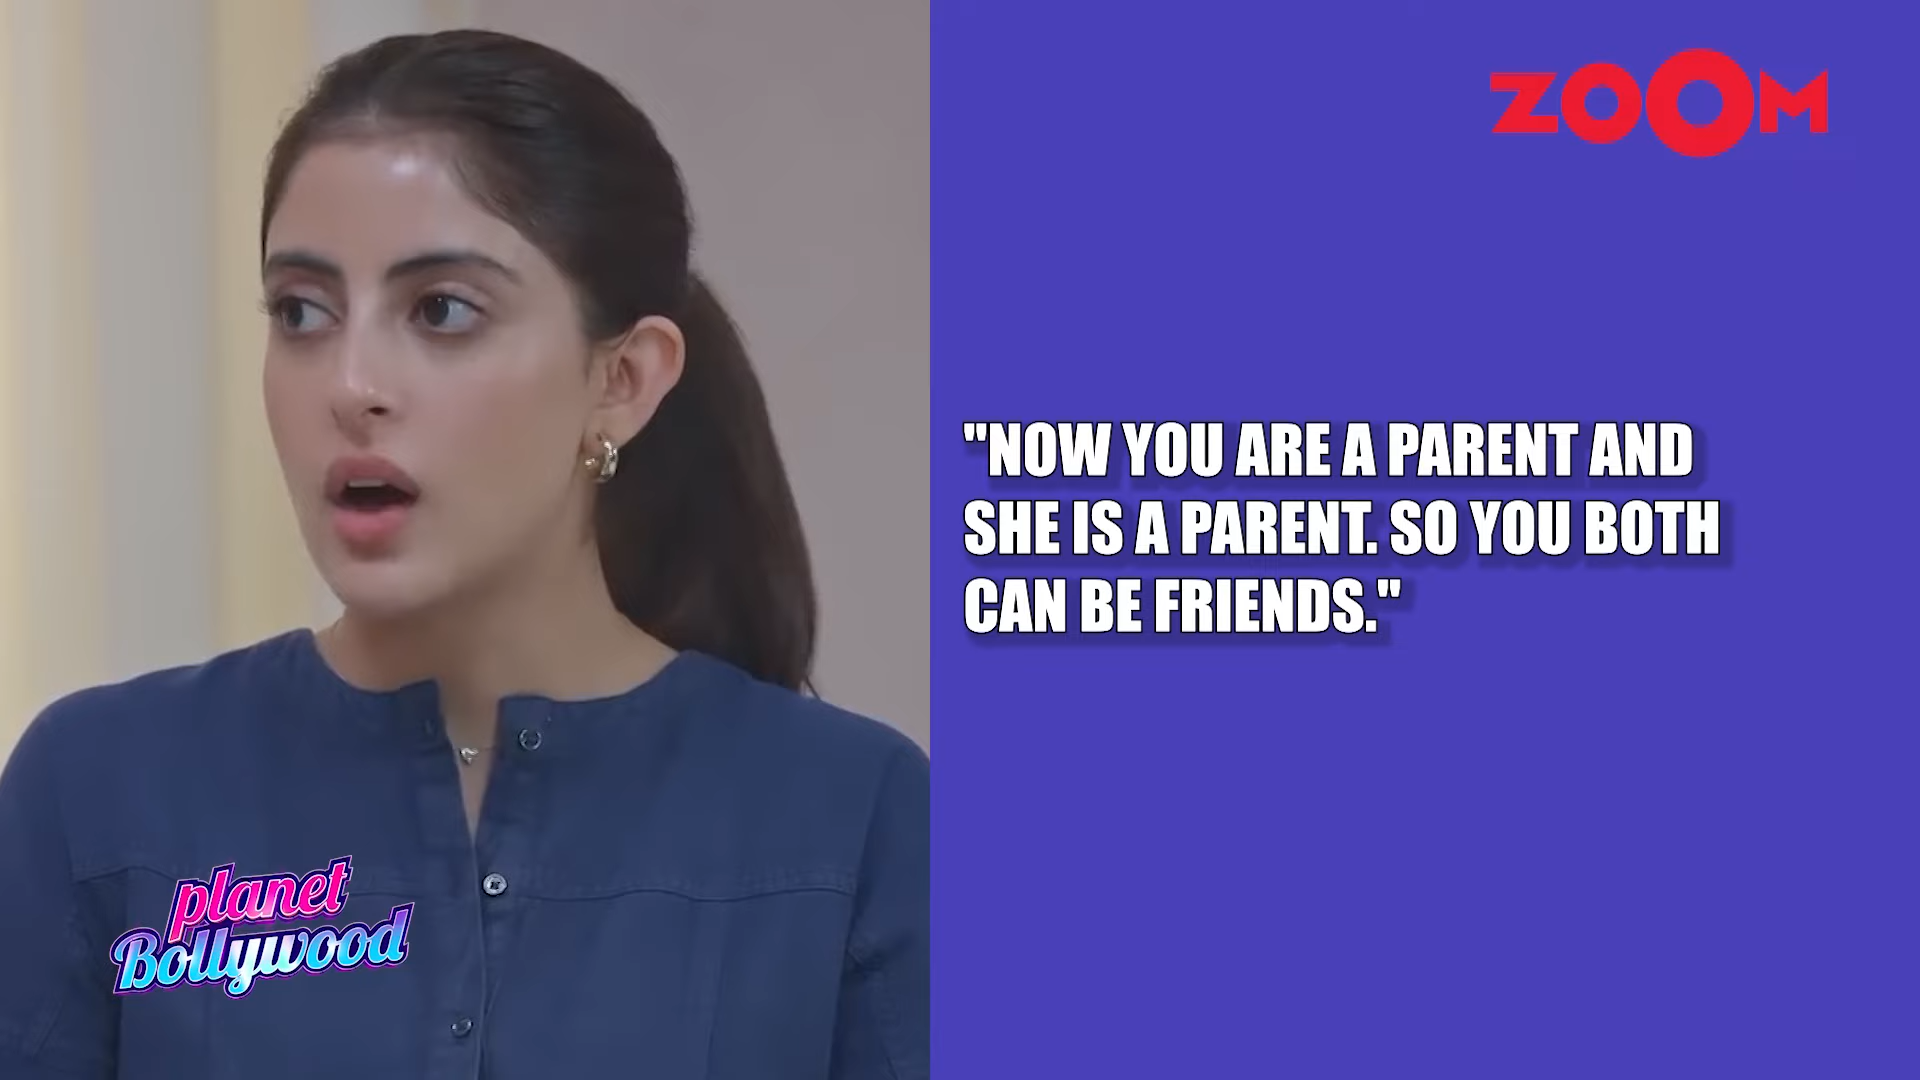 ZOOM
"NOW YOU ARE A PARENT AND
SHE IS A PARENT. SO YOU BOTH
CAN BE FRIENDS."
planet
Bollywood